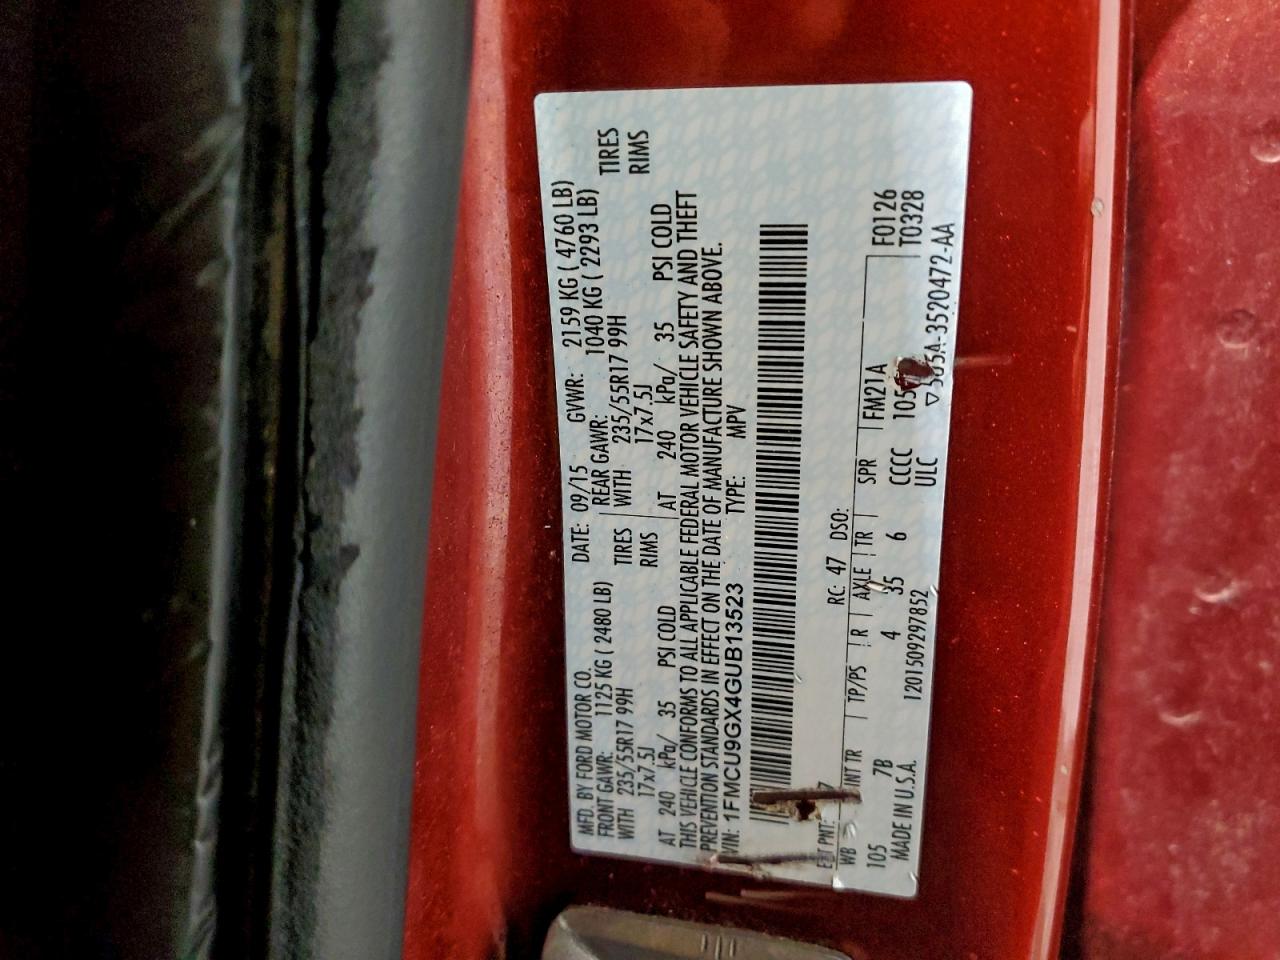 MFD. BY FORD MOTOR CO.
DATE: 09/15 GVWR: 2159 KG ( 4760 LB)
FRONT GAWR: 1125 KG ( 2480 LB)
REAR GAWR: 1040 KG ( 2293 LB)
WITH 235/55R17 99H TIRES WITH 235/55R17 99H TIRES
17x7.5J RIMS 17x7.5J RIMS
AT 240 kPa/ 35 PSI COLD AT 240 kPa/ 35 PSI COLD
THIS VEHICLE CONFORMS TO ALL APPLICABLE FEDERAL MOTOR VEHICLE SAFETY AND THEFT
PREVENTION STANDARDS IN EFFECT ON THE DATE OF MANUFACTURE SHOWN ABOVE.
VIN: 1FMCU9GX4GUB13523 TYPE: MPV
EXT PNT: RC: 47 DSO: F0126
WB INT TR TP/PS R AXLE TR SPR FM21A T0328
105 7B 4 35 6 CCCC
MADE IN U.S.A. 1201509297852 ULC 3520472-AA